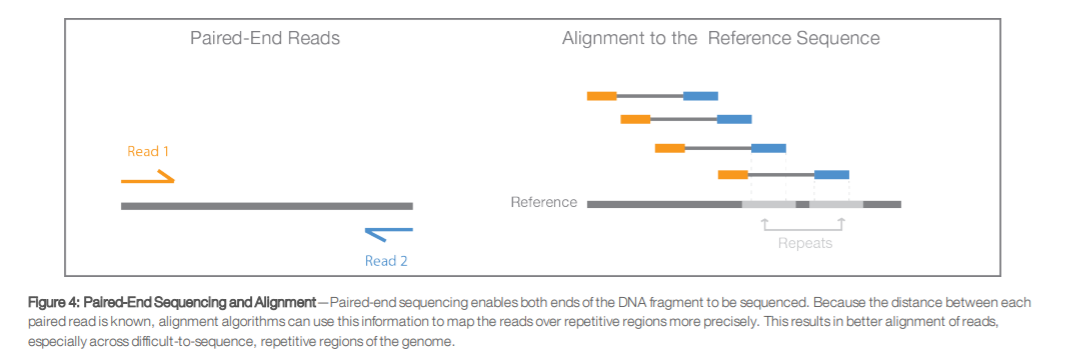 Paired-End Reads
Alignment to the Reference Sequence
Read 1
Read 2
Reference
Repeats
Figure 4: Paired-End Sequencing and Alignment—Paired-end sequencing enables both ends of the DNA fragment to be sequenced. Because the distance between each
paired read is known, alignment algorithms can use this information to map the reads over repetitive regions more precisely. This results in better alignment of reads,
especially across difficult-to-sequence, repetitive regions of the genome.